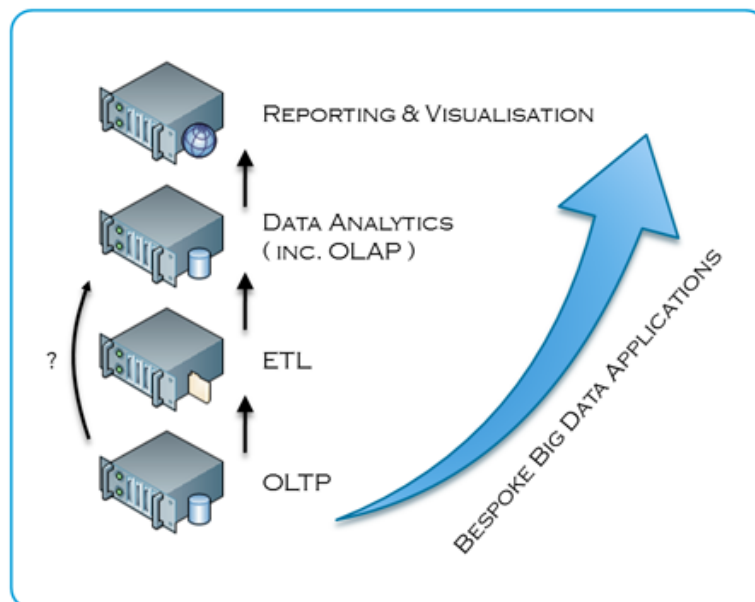 REPORTING & VISUALISATION
DATA ANALYTICS
( INC. OLAP )
?
ETL
OLTP
BESPOKE BIG DATA APPLICATIONS